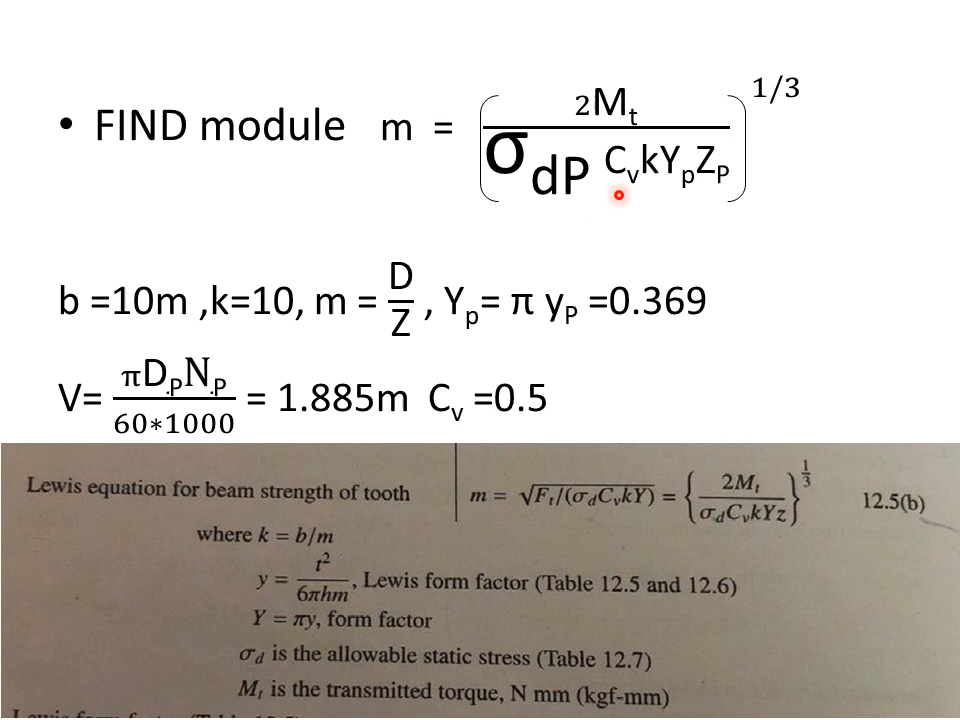 • FIND module m = (2Mt / σdP CvkYpZP)^1/3
b =10m ,k=10, m = D/Z , Yp= π yP =0.369
V= πD.PN.P / 60*1000 = 1.885m Cv =0.5
Lewis equation for beam strength of tooth m = √Ft/(σdCvkY) = {2Mt / σdCvkYz}^1/3 12.5(b)
where k = b/m
y = t²/6πhm, Lewis form factor (Table 12.5 and 12.6)
Y = πy, form factor
σd is the allowable static stress (Table 12.7)
Mt is the transmitted torque, N mm (kgf-mm)